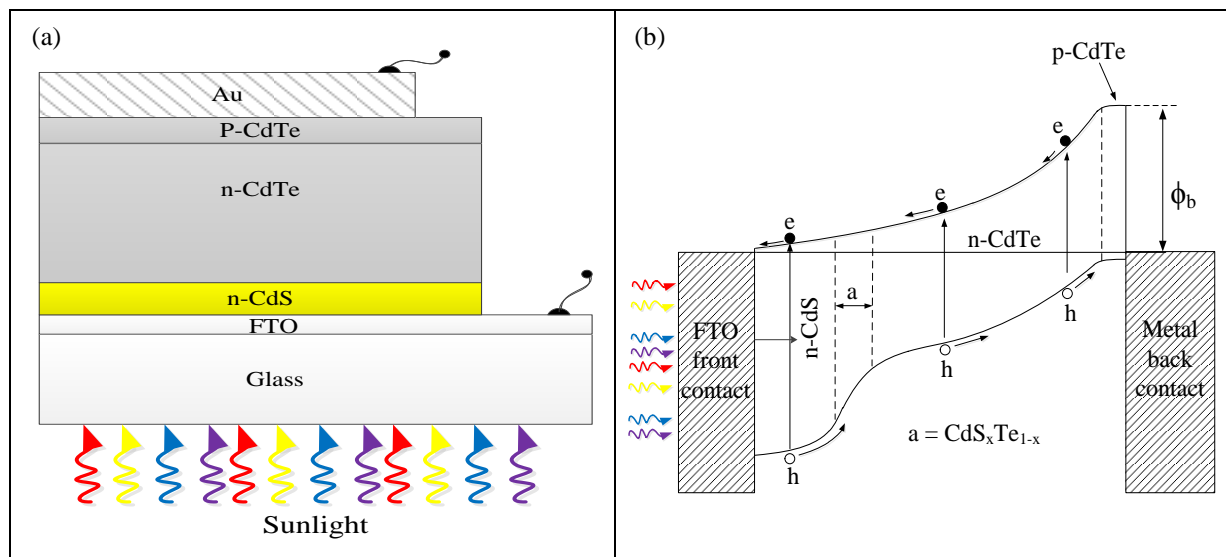 (a)
Au
P-CdTe
n-CdTe
n-CdS
FTO
Glass
Sunlight
(b)
p-CdTe
e
e
e
ϕb
n-CdTe
n-CdS
a
h
h
h
FTO
front
contact
Metal
back
contact
a = CdSxTe1-x